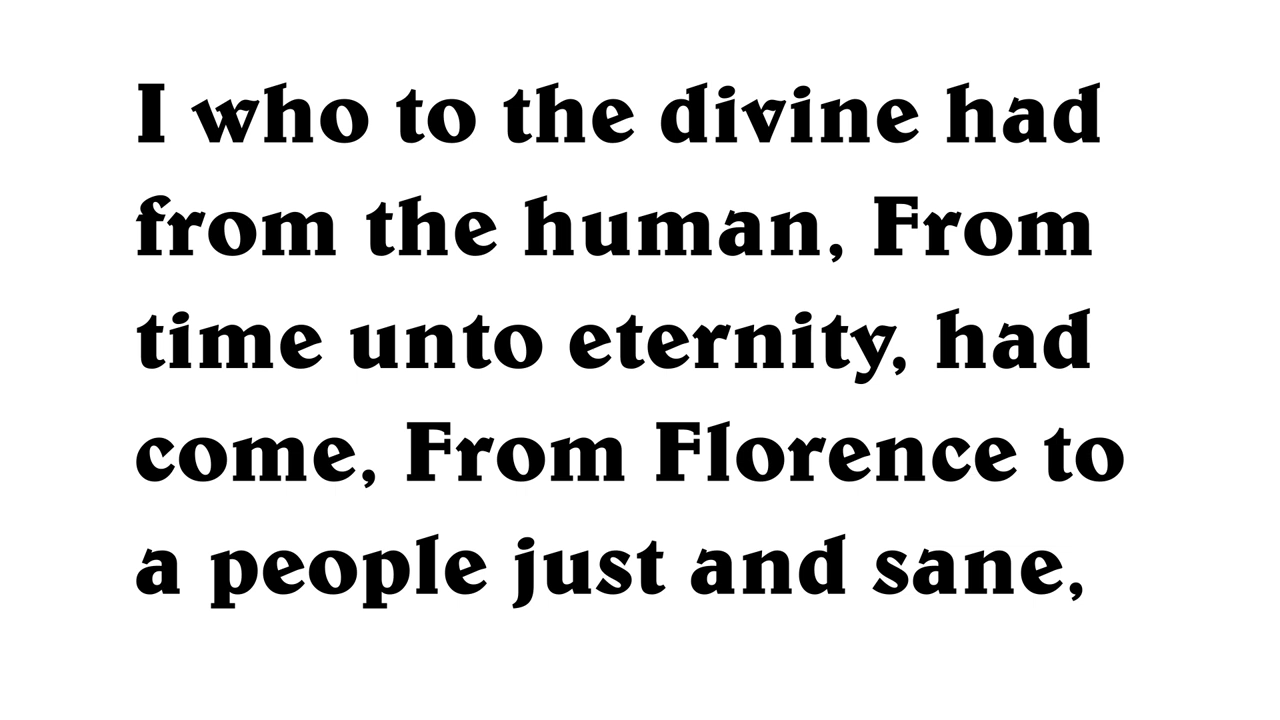 I who to the divine had
from the human, From
time unto eternity, had
come, From Florence to
a people just and sane,